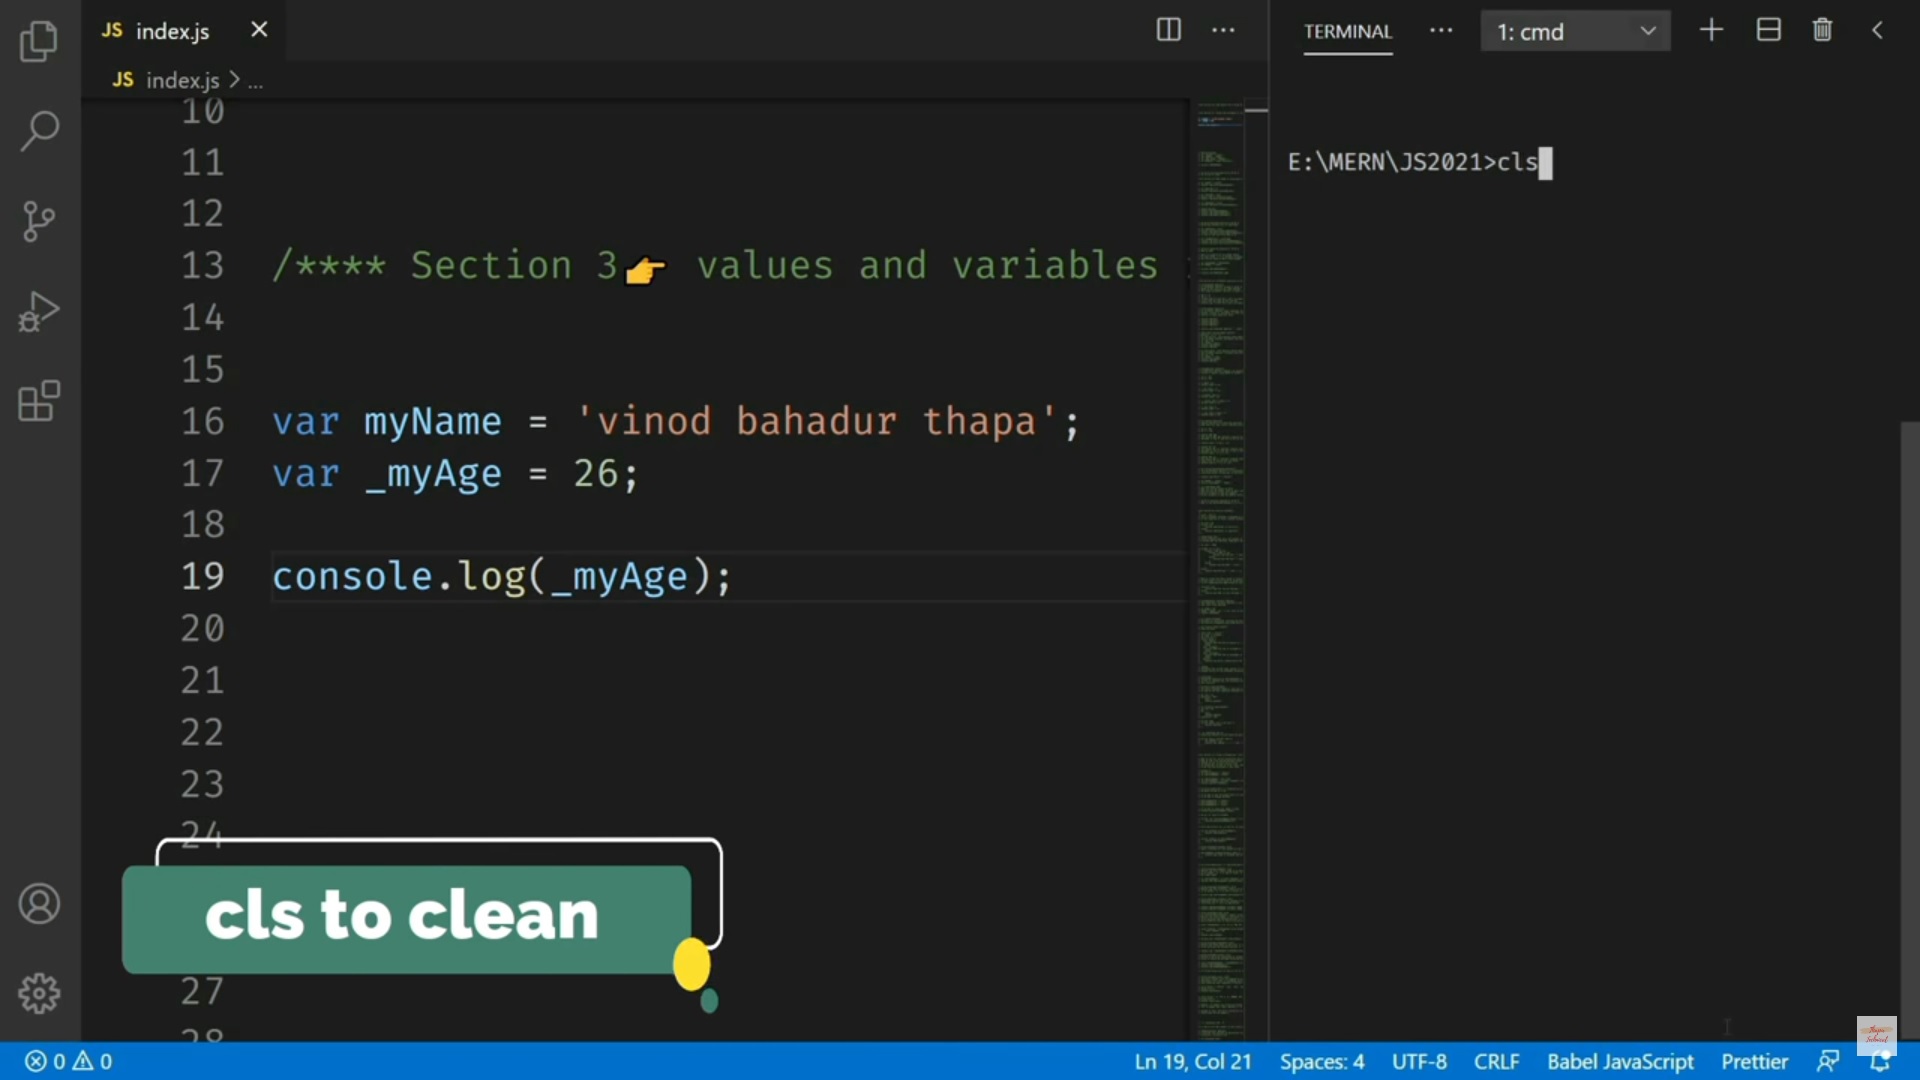 JS index.js
TERMINAL 1: cmd
JS index.js > ...
10
11
E:\MERN\JS2021>cls
12
13 /**** Section 3👉 values and variables
14
15
16 var myName = 'vinod bahadur thapa';
17 var _myAge = 26;
18
19 console.log(_myAge);
20
21
22
23
24
cls to clean
27
28
0 0 Ln 19, Col 21 Spaces: 4 UTF-8 CRLF Babel JavaScript Prettier